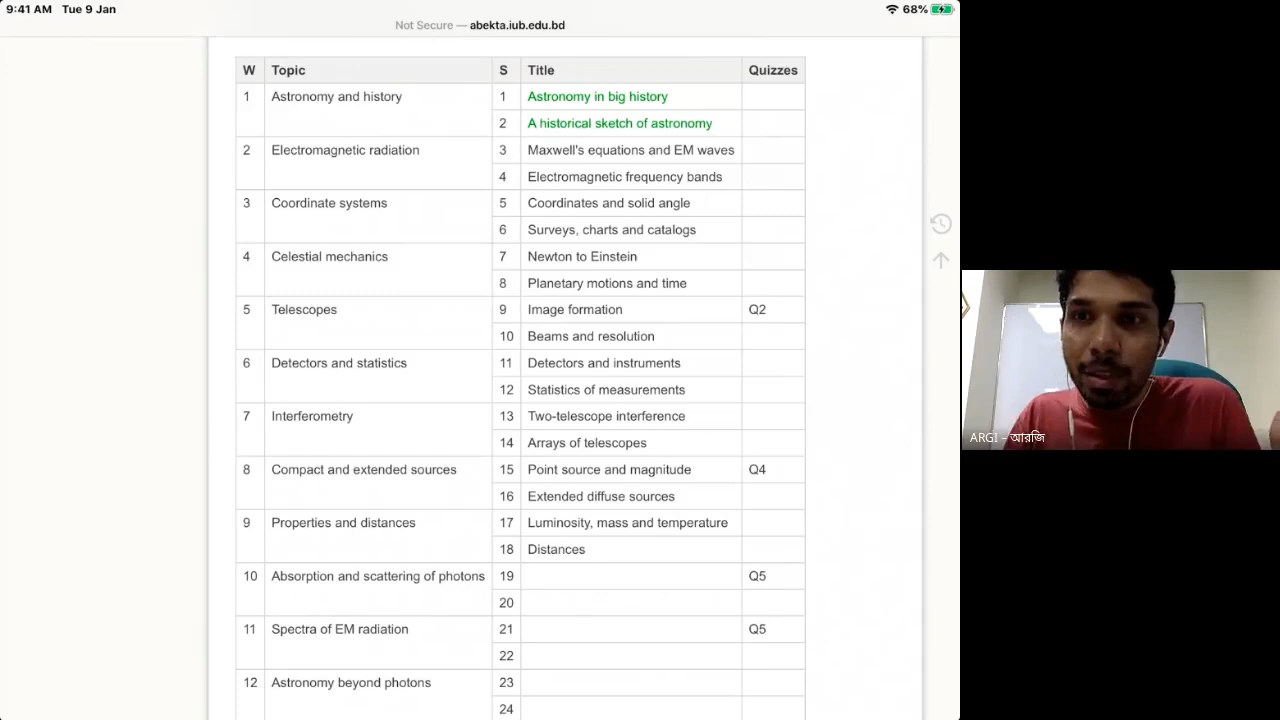 9:41 AM Tue 9 Jan
68%
Not Secure — abekta.iub.edu.bd
W Topic S Title Quizzes
1 Astronomy and history 1 Astronomy in big history
2 A historical sketch of astronomy
2 Electromagnetic radiation 3 Maxwell's equations and EM waves
4 Electromagnetic frequency bands
3 Coordinate systems 5 Coordinates and solid angle
6 Surveys, charts and catalogs
4 Celestial mechanics 7 Newton to Einstein
8 Planetary motions and time
5 Telescopes 9 Image formation Q2
10 Beams and resolution
6 Detectors and statistics 11 Detectors and instruments
12 Statistics of measurements
7 Interferometry 13 Two-telescope interference
14 Arrays of telescopes
8 Compact and extended sources 15 Point source and magnitude Q4
16 Extended diffuse sources
9 Properties and distances 17 Luminosity, mass and temperature
18 Distances
10 Absorption and scattering of photons 19 Q5
20
11 Spectra of EM radiation 21 Q5
22
12 Astronomy beyond photons 23
24
ARGI – আরজি